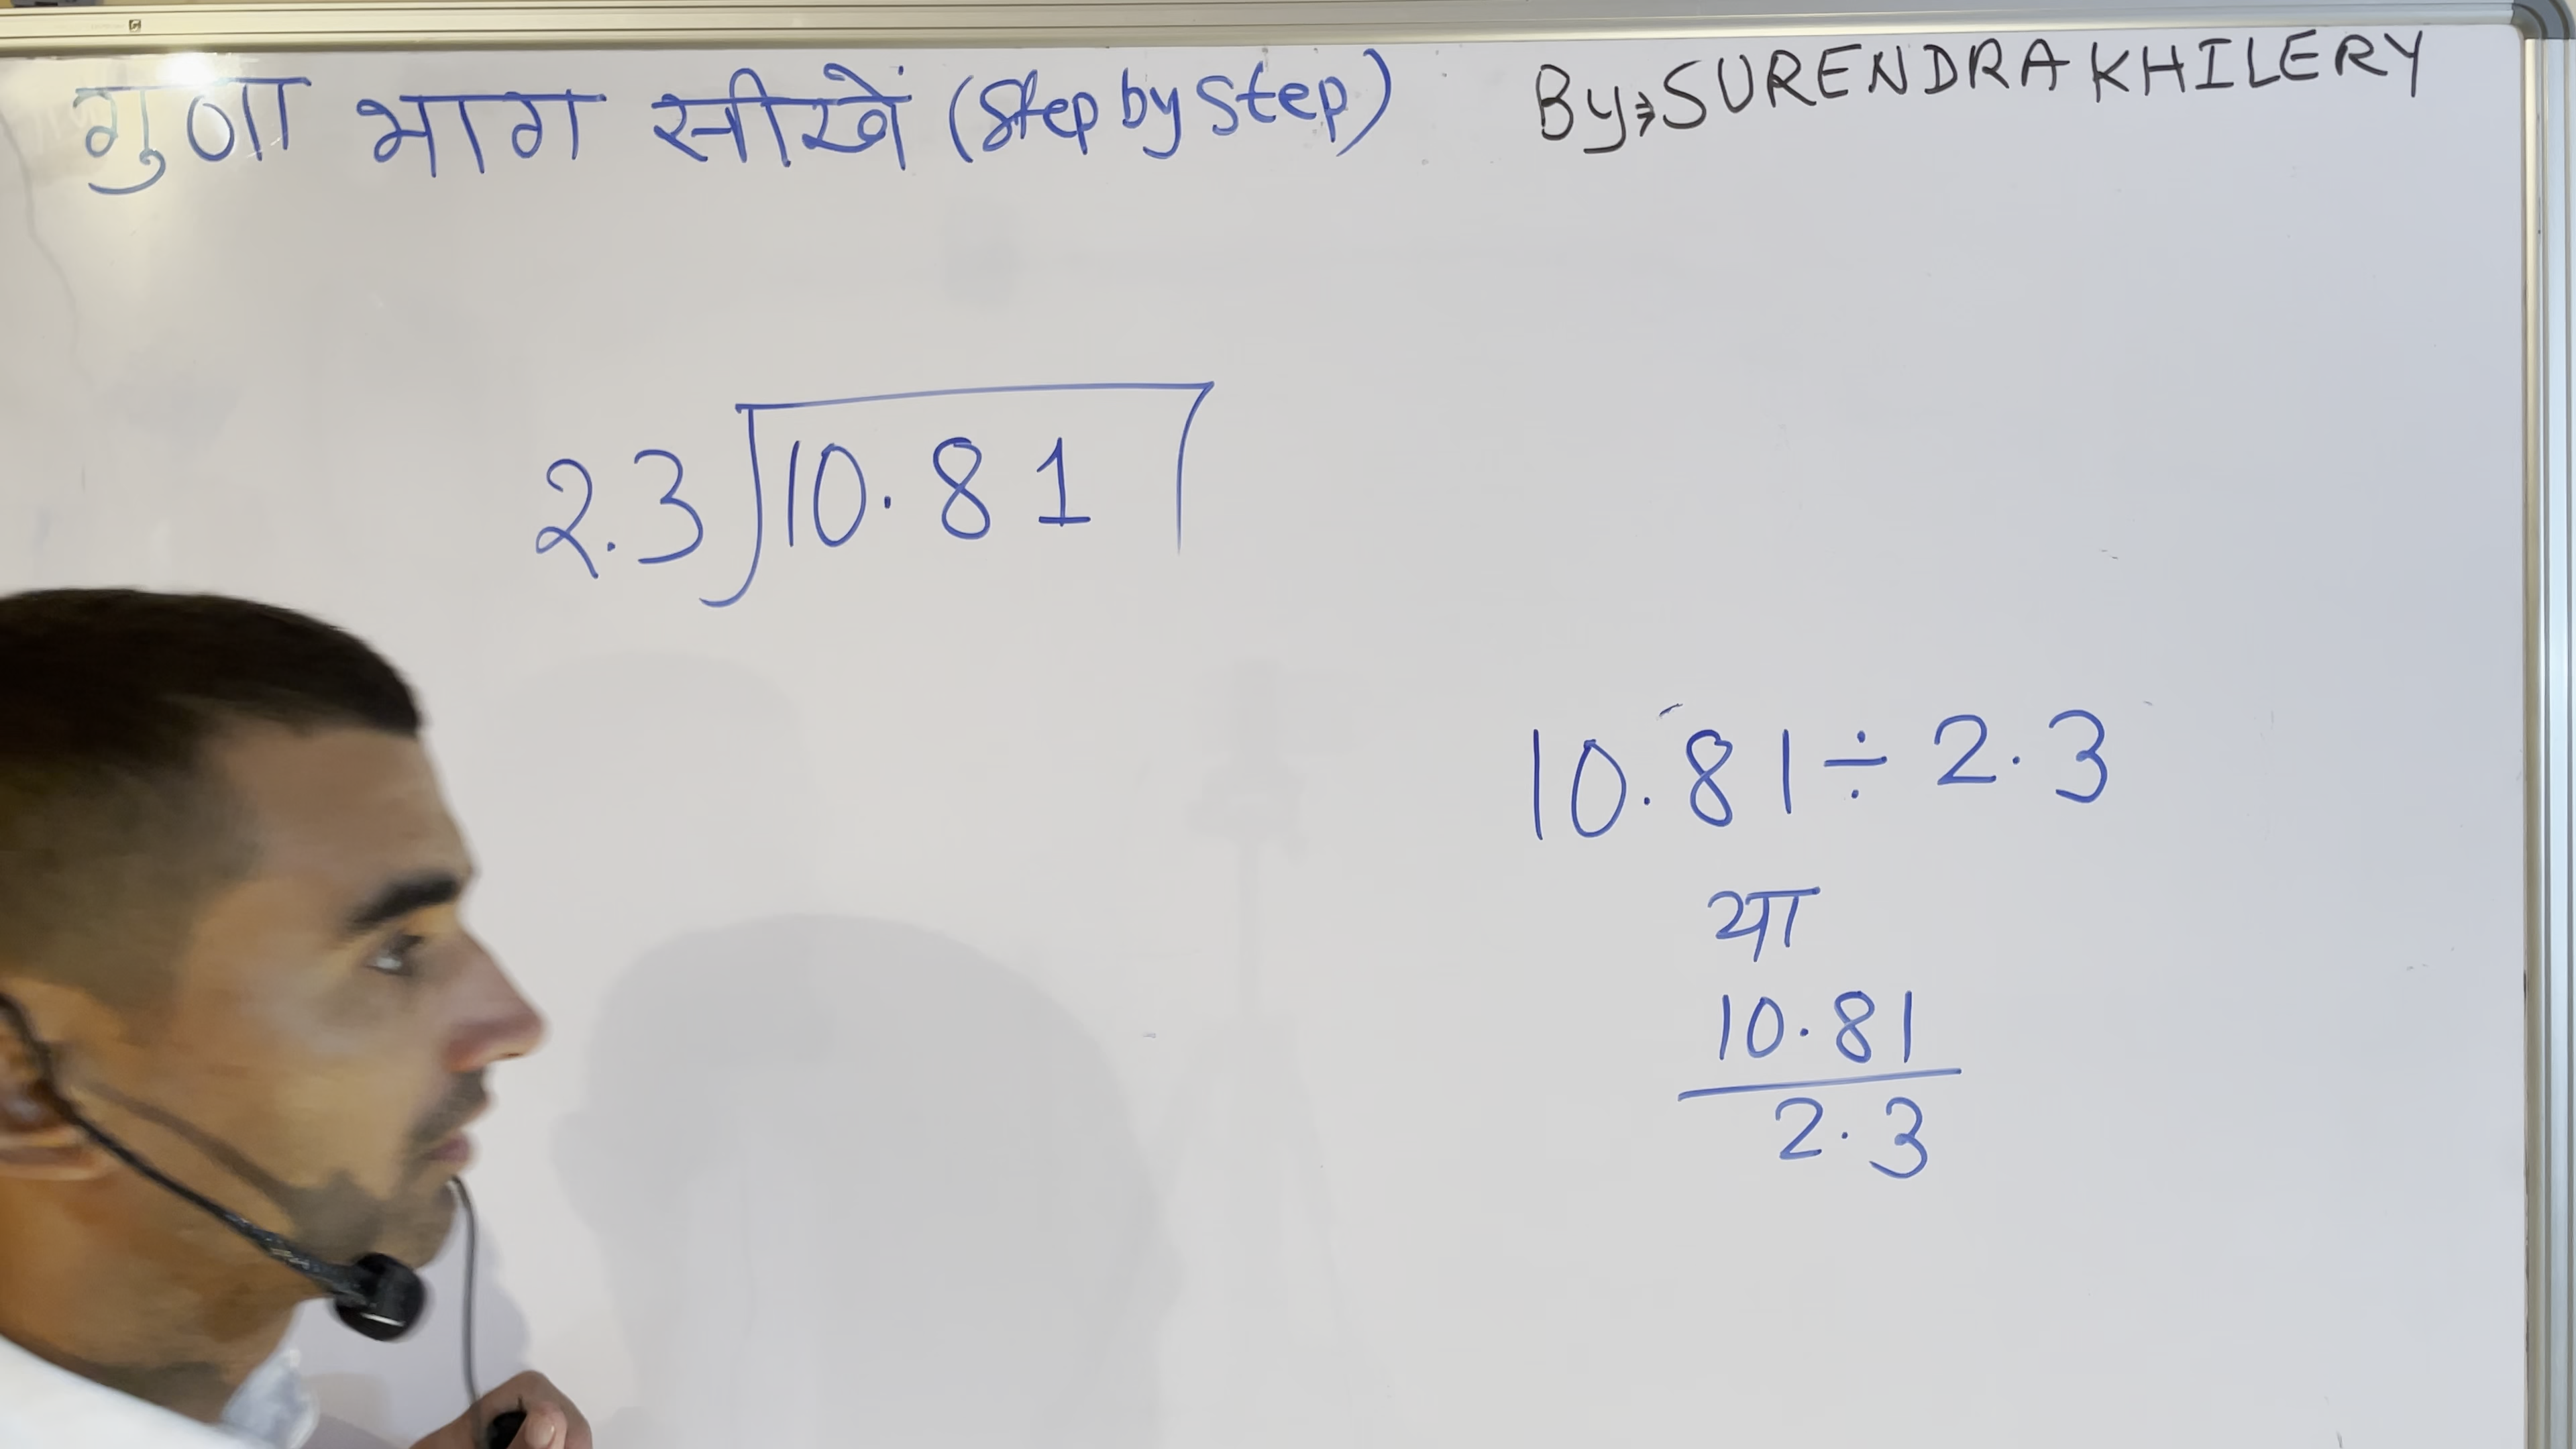 गुणा भाग सीखें (Step by Step) By⇒SURENDRA KHILERY
2.3 10.81
10.81÷2.3
या
10.81
2.3